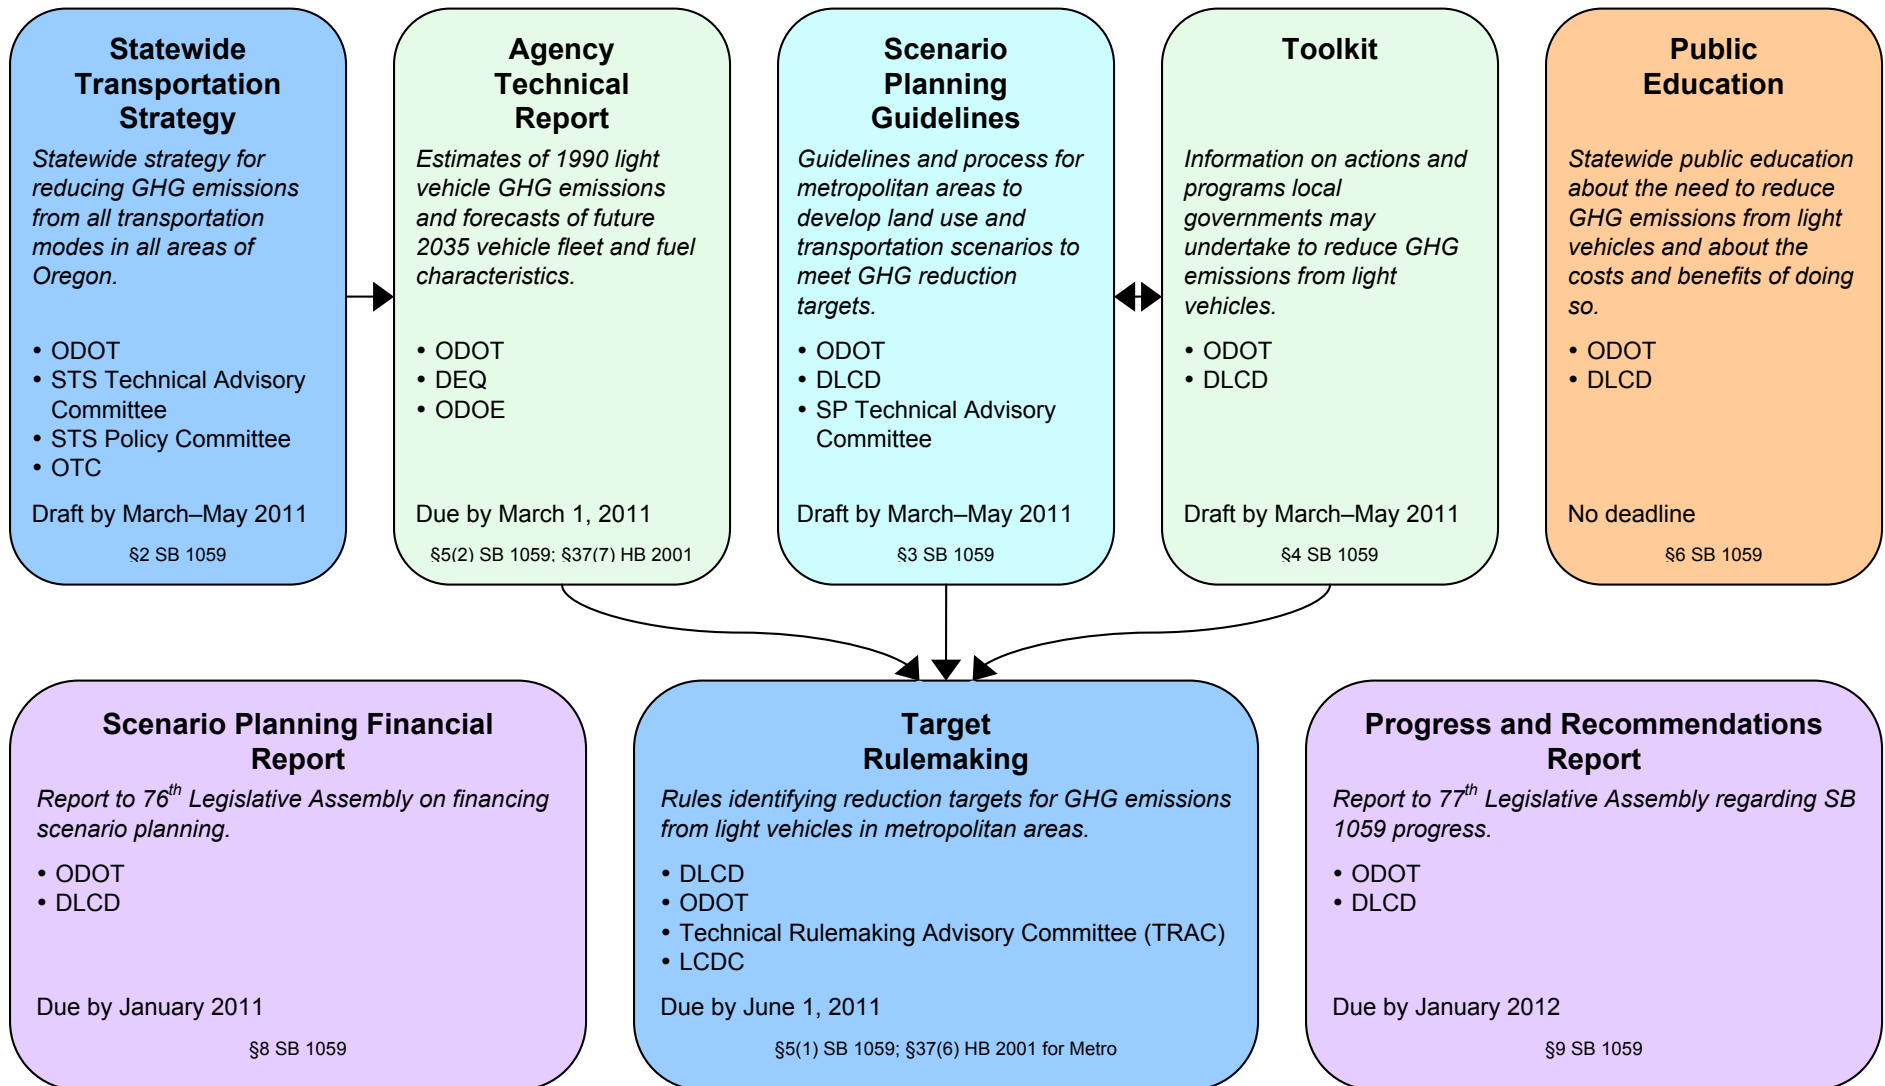 Statewide
Transportation
Strategy
Statewide strategy for
reducing GHG emissions
from all transportation
modes in all areas of
Oregon.
• ODOT
• STS Technical Advisory
Committee
• STS Policy Committee
• OTC
Draft by March–May 2011
§2 SB 1059
Agency
Technical
Report
Estimates of 1990 light
vehicle GHG emissions
and forecasts of future
2035 vehicle fleet and fuel
characteristics.
• ODOT
• DEQ
• ODOE
Due by March 1, 2011
§5(2) SB 1059; §37(7) HB 2001
Scenario
Planning
Guidelines
Guidelines and process for
metropolitan areas to
develop land use and
transportation scenarios to
meet GHG reduction
targets.
• ODOT
• DLCD
• SP Technical Advisory
Committee
Draft by March–May 2011
§3 SB 1059
Toolkit
Information on actions and
programs local
governments may
undertake to reduce GHG
emissions from light
vehicles.
• ODOT
• DLCD
Draft by March–May 2011
§4 SB 1059
Public
Education
Statewide public education
about the need to reduce
GHG emissions from light
vehicles and about the
costs and benefits of doing
so.
• ODOT
• DLCD
No deadline
§6 SB 1059
Scenario Planning Financial
Report
Report to 76th Legislative Assembly on financing
scenario planning.
• ODOT
• DLCD
Due by January 2011
§8 SB 1059
Target
Rulemaking
Rules identifying reduction targets for GHG emissions
from light vehicles in metropolitan areas.
• DLCD
• ODOT
• Technical Rulemaking Advisory Committee (TRAC)
• LCDC
Due by June 1, 2011
§5(1) SB 1059; §37(6) HB 2001 for Metro
Progress and Recommendations
Report
Report to 77th Legislative Assembly regarding SB
1059 progress.
• ODOT
• DLCD
Due by January 2012
§9 SB 1059